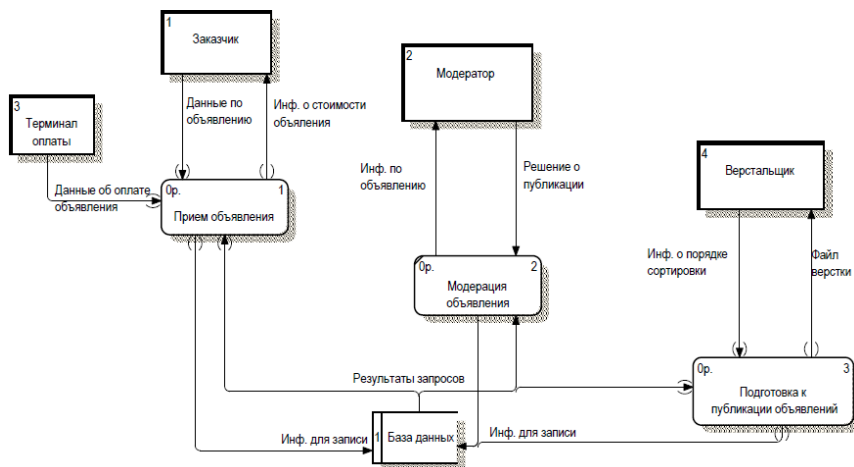 1
Заказчик
2
Модератор
3
Терминал
оплаты
Данные по
объявлению
Инф. о стоимости
объяления
4
Верстальщик
Инф. по
объявлению
Решение о
публикации
Данные об оплате
объявления
0р.
1
Прием объявления
0р.
2
Модерация
объявления
Инф. о порядке
сортировки
Файл
верстки
0р.
3
Подготовка к
публикации объявлений
Результаты запросов
1
База данных
Инф. для записи
Инф. для записи